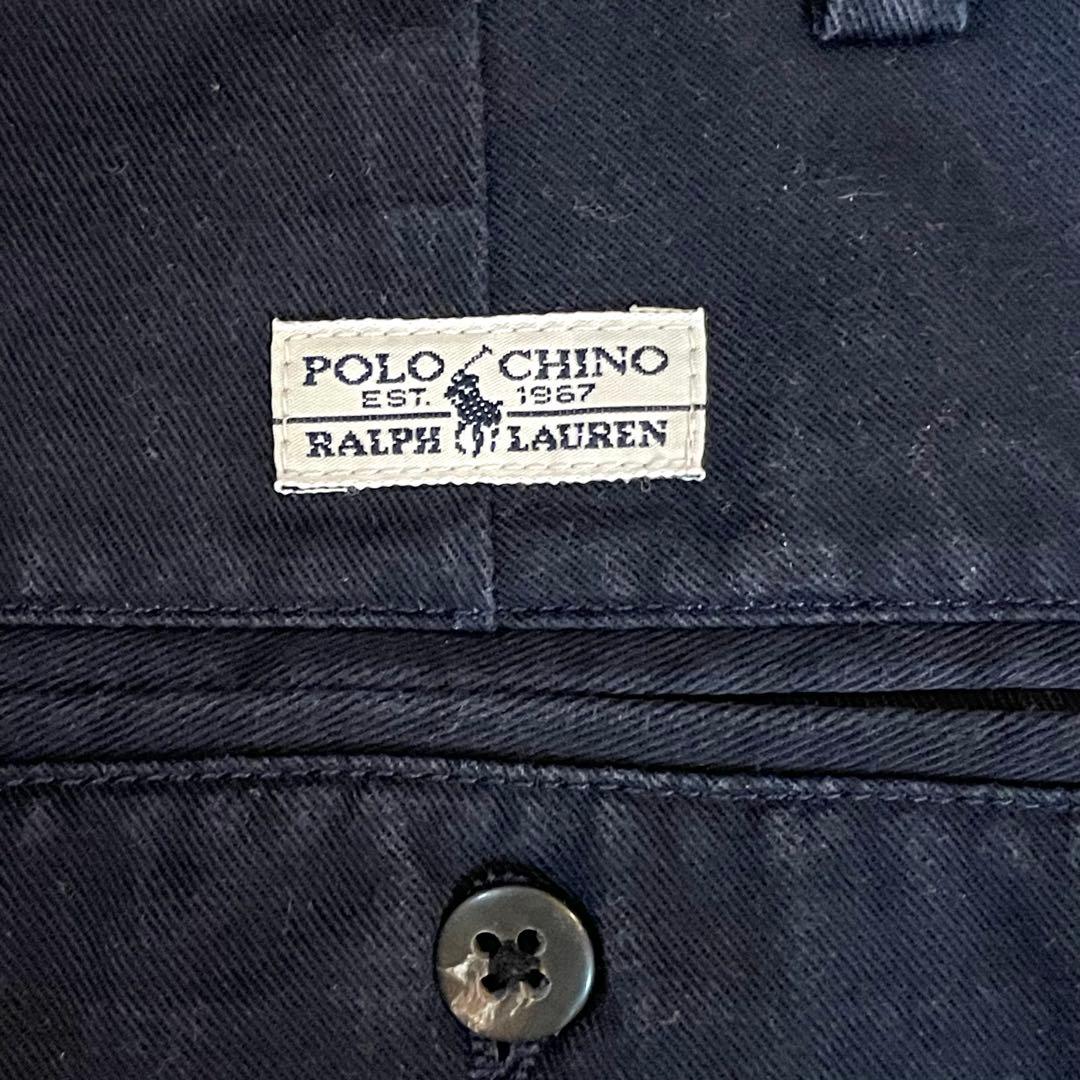 POLO CHINO
EST. 1967
RALPH LAUREN